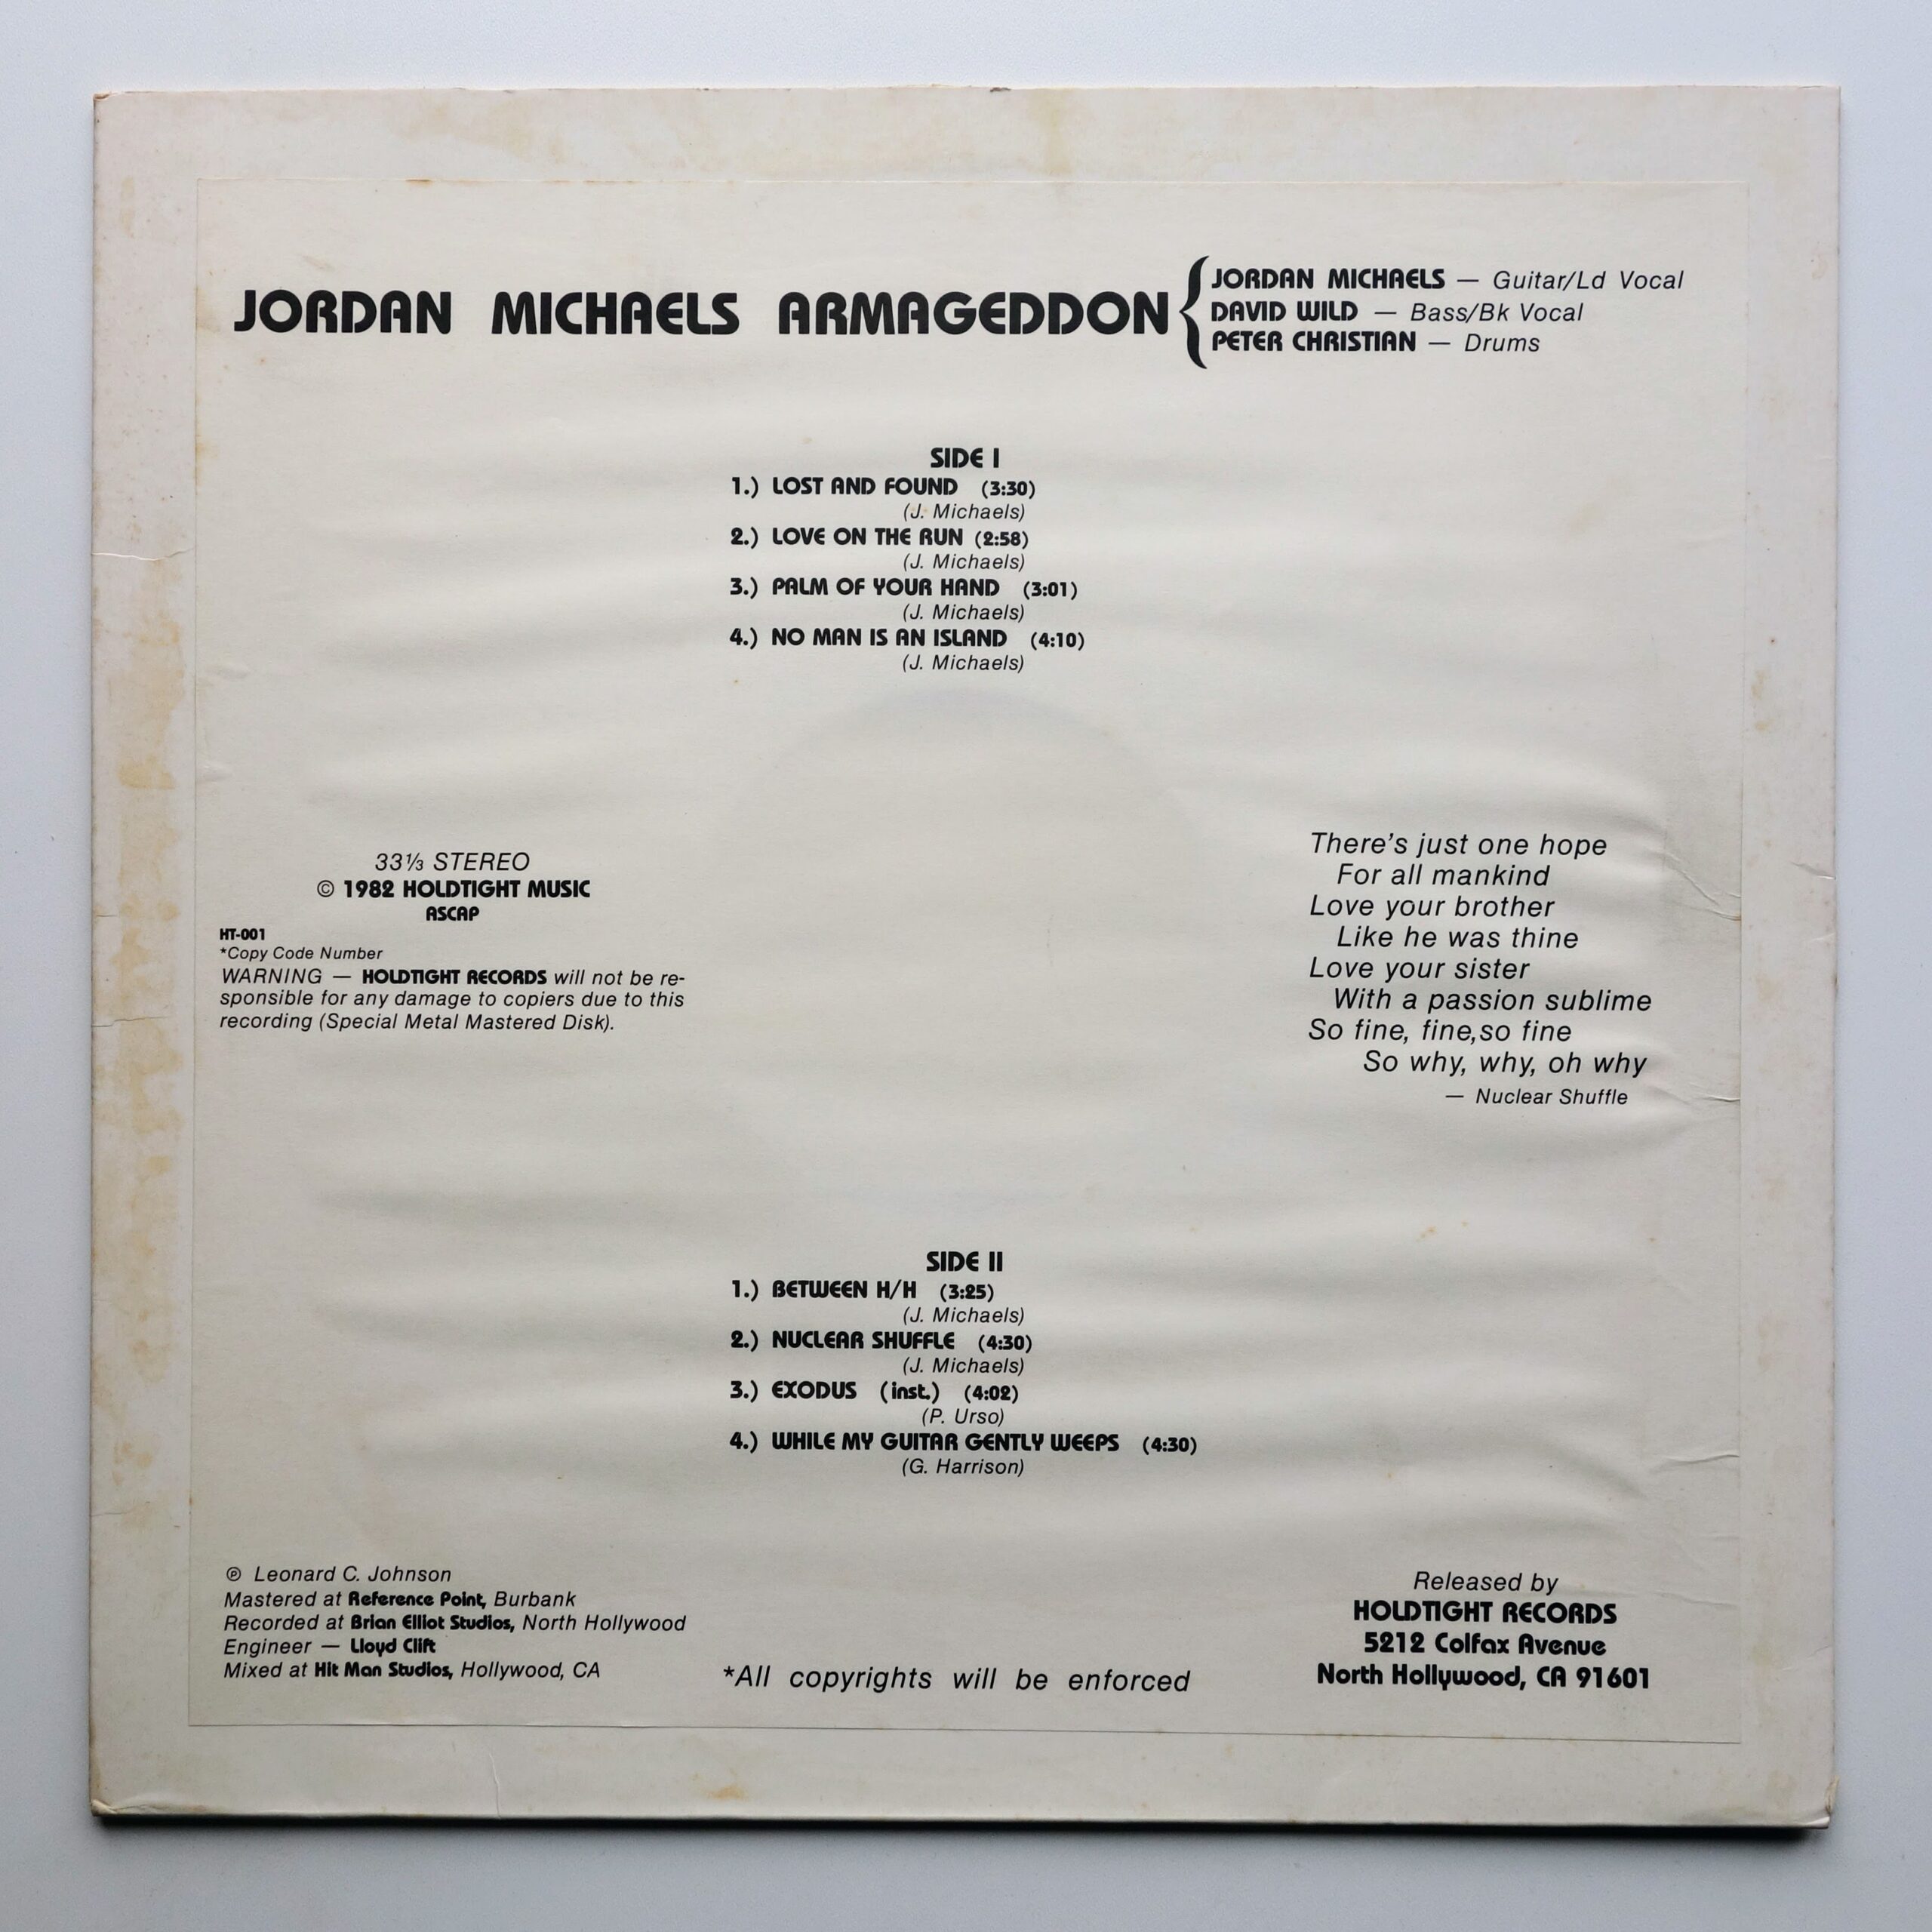 JORDAN MICHAELS ARMAGEDDON
JORDAN MICHAELS — Guitar/Ld Vocal
DAVID WILD — Bass/Bk Vocal
PETER CHRISTIAN — Drums
SIDE I
1.) LOST AND FOUND (3:30)
(J. Michaels)
2.) LOVE ON THE RUN (2:58)
(J. Michaels)
3.) PALM OF YOUR HAND (3:01)
(J. Michaels)
4.) NO MAN IS AN ISLAND (4:10)
(J. Michaels)
33⅓ STEREO
© 1982 HOLDTIGHT MUSIC
ASCAP
HT-001
*Copy Code Number
WARNING — HOLDTIGHT RECORDS will not be re-
sponsible for any damage to copiers due to this
recording (Special Metal Mastered Disk).
There's just one hope
For all mankind
Love your brother
Like he was thine
Love your sister
With a passion sublime
So fine, fine,so fine
So why, why, oh why
— Nuclear Shuffle
SIDE II
1.) BETWEEN H/H (3:25)
(J. Michaels)
2.) NUCLEAR SHUFFLE (4:30)
(J. Michaels)
3.) EXODUS (inst.) (4:02)
(P. Urso)
4.) WHILE MY GUITAR GENTLY WEEPS (4:30)
(G. Harrison)
℗ Leonard C. Johnson
Mastered at Reference Point, Burbank
Recorded at Brian Elliot Studios, North Hollywood
Engineer — Lloyd Clift
Mixed at Hit Man Studios, Hollywood, CA
*All copyrights will be enforced
Released by
HOLDTIGHT RECORDS
5212 Colfax Avenue
North Hollywood, CA 91601